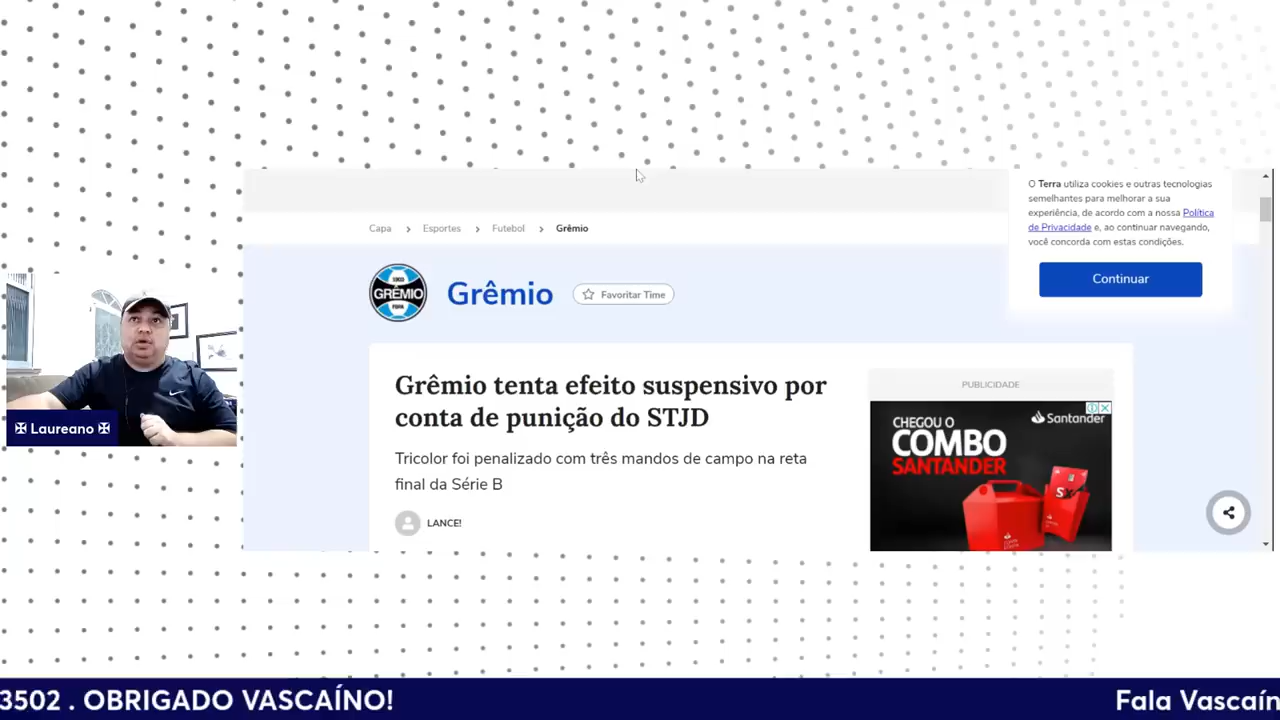 O Terra utiliza cookies e outras tecnologias
semelhantes para melhorar a sua
experiência, de acordo com a nossa Política
de Privacidade e, ao continuar navegando,
você concorda com estas condições.
Continuar
Capa > Esportes > Futebol > Grêmio
GRÊMIO
Grêmio
Favoritar Time
Grêmio tenta efeito suspensivo por
conta de punição do STJD
Tricolor foi penalizado com três mandos de campo na reta
final da Série B
LANCE!
PUBLICIDADE
Santander
CHEGOU O
COMBO
SANTANDER
✠ Laureano ✠
3502 . OBRIGADO VASCAÍNO!
Fala Vascaín